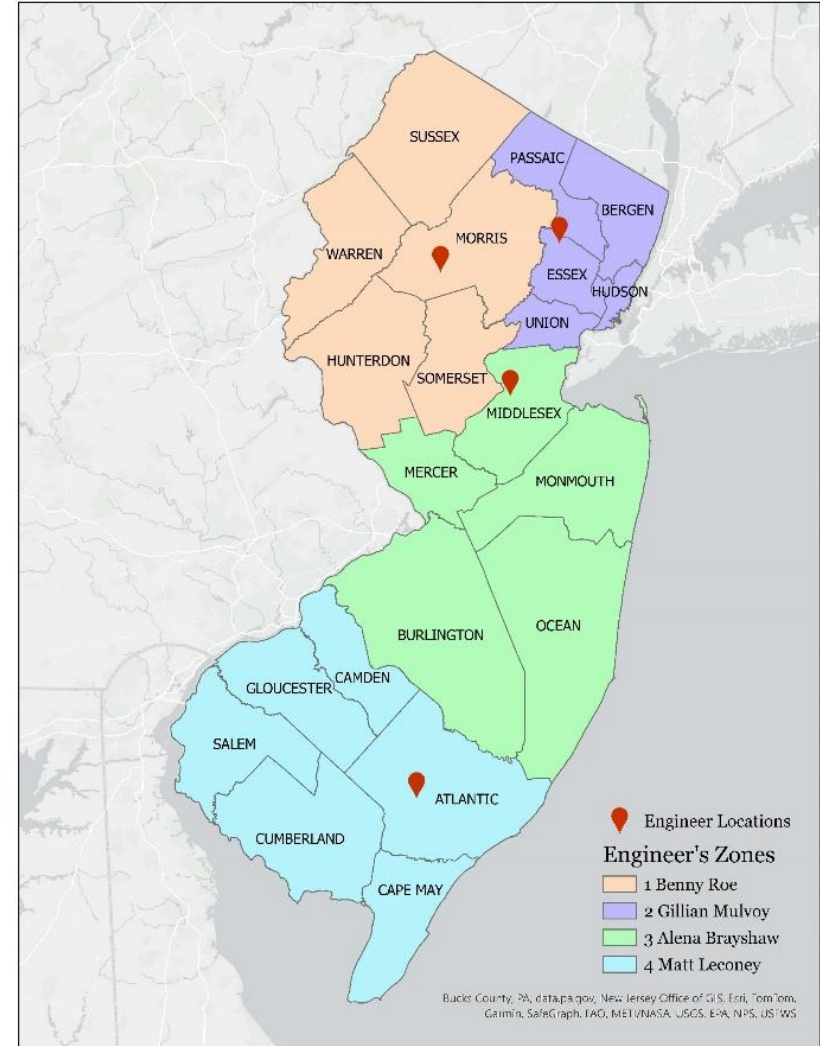 SUSSEX
PASSAIC
BERGEN
MORRIS
WARREN
ESSEX
HUDSON
UNION
HUNTERDON
SOMERSET
MIDDLESEX
MERCER
MONMOUTH
OCEAN
BURLINGTON
CAMDEN
GLOUCESTER
SALEM
ATLANTIC
CUMBERLAND
CAPE MAY
Engineer Locations
Engineer's Zones
1 Benny Roe
2 Gillian Mulvoy
3 Alena Brayshaw
4 Matt Leconey
Bucks County, PA, data.pa.gov, New Jersey Office of GIS, Esri, TomTom,
Garmin, SafeGraph, FAO, METI/NASA, USGS, EPA, NPS, USFWS